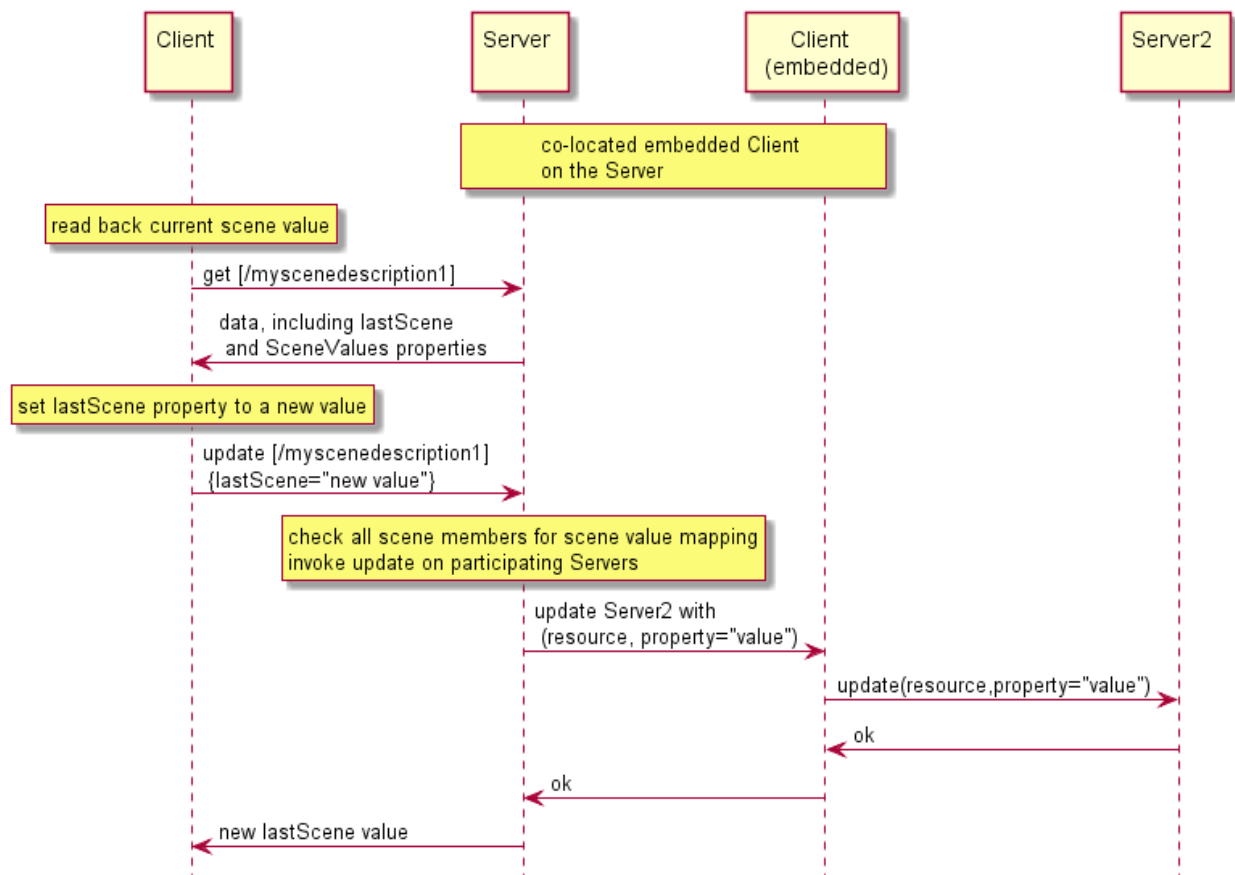 Client
Server
Client
(embedded)
Server2
co-located embedded Client
on the Server
read back current scene value
get [/myscenedescription1]
data, including lastScene
and SceneValues properties
set lastScene property to a new value
update [/myscenedescription1]
{lastScene="new value"}
check all scene members for scene value mapping
invoke update on participating Servers
update Server2 with
(resource, property="value")
update(resource,property="value")
ok
ok
new lastScene value